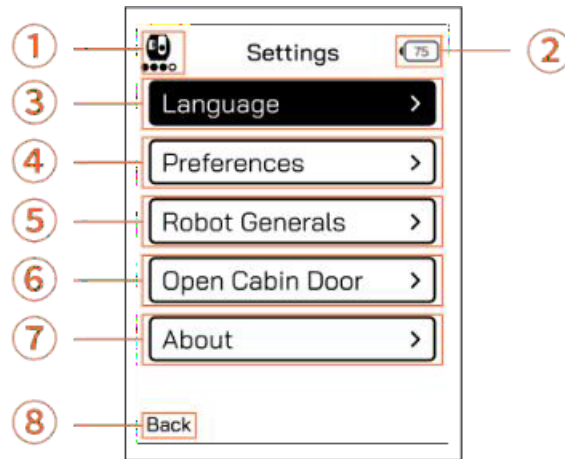 ① Settings 75 ②
③ Language
④ Preferences
⑤ Robot Generals
⑥ Open Cabin Door
⑦ About
⑧ Back